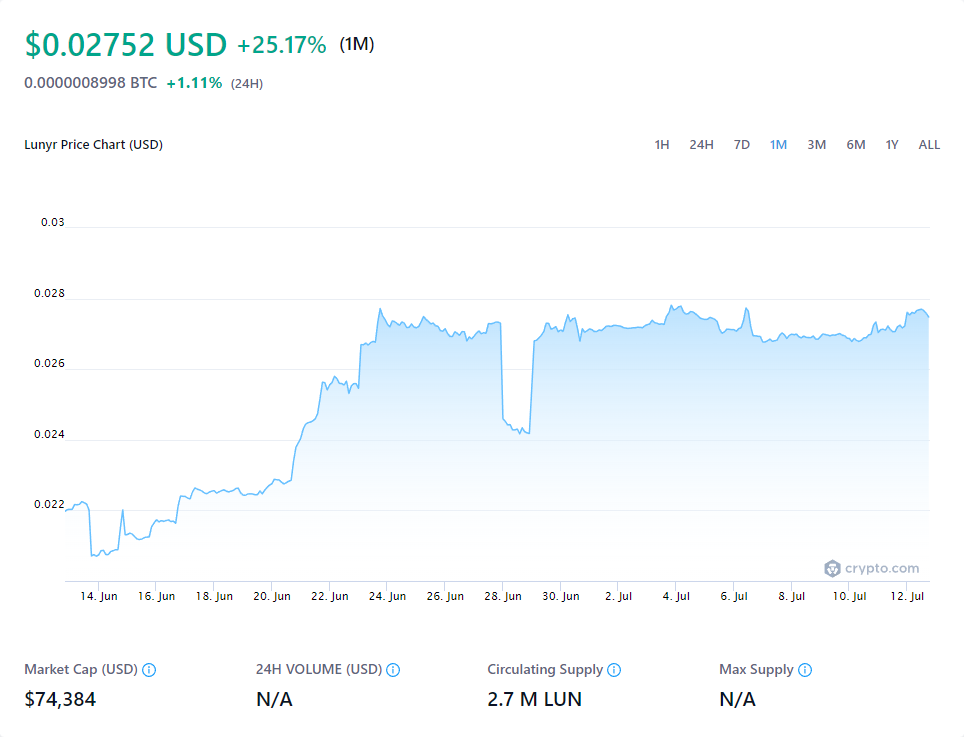 $0.02752 USD +25.17% (1M)
0.0000008998 BTC +1.11% (24H)
Lunyr Price Chart (USD) 1H 24H 7D 1M 3M 6M 1Y ALL
0.03
0.028
0.026
0.024
0.022
crypto.com
14. Jun 16. Jun 18. Jun 20. Jun 22. Jun 24. Jun 26. Jun 28. Jun 30. Jun 2. Jul 4. Jul 6. Jul 8. Jul 10. Jul 12. Jul
Market Cap (USD) 24H VOLUME (USD) Circulating Supply Max Supply
$74,384 N/A 2.7 M LUN N/A